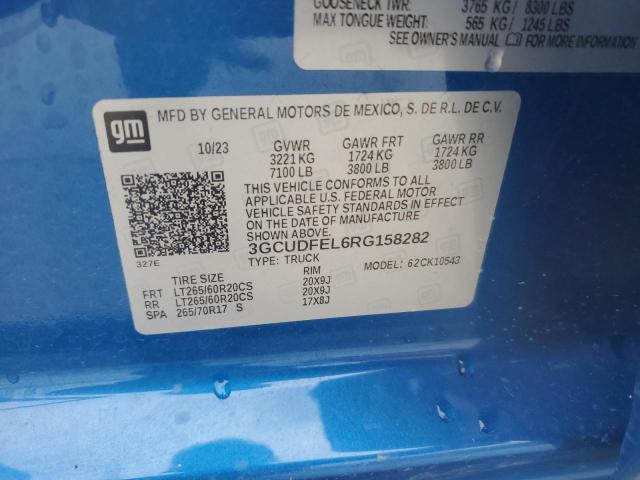 GOOSENECK TWR: 3765 KG / 8300 LBS
MAX TONGUE WEIGHT: 565 KG / 1245 LBS
SEE OWNER'S MANUAL FOR MORE INFORMATION
gm
MFD BY GENERAL MOTORS DE MEXICO, S. DE R.L. DE C.V.
10/23 GVWR GAWR FRT GAWR RR
3221 KG 1724 KG 1724 KG
7100 LB 3800 LB 3800 LB
THIS VEHICLE CONFORMS TO ALL
APPLICABLE U.S. FEDERAL MOTOR
VEHICLE SAFETY STANDARDS IN EFFECT
ON THE DATE OF MANUFACTURE
SHOWN ABOVE.
3GCUDFEL6RG158282
327E TYPE: TRUCK MODEL: 62CK10543
TIRE SIZE RIM
FRT LT265/60R20CS 20X9J
RR LT265/60R20CS 20X9J
SPA 265/70R17 S 17X8J